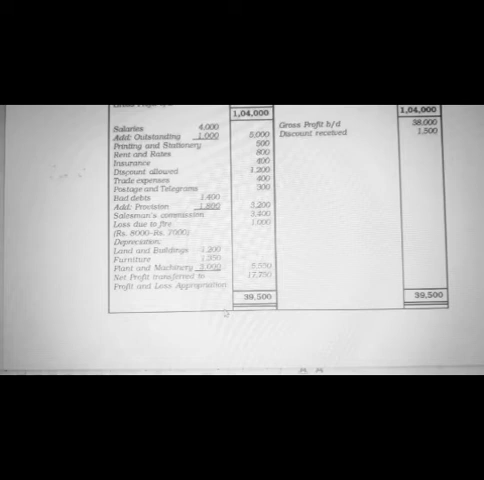 1,04,000 1,04,000
Gross Profit b/d 38,000
Salaries 4,000
Add: Outstanding 1,000 5,000 Discount received 1,500
Printing and Stationery 500
Rent and Rates 800
Insurance 400
Discount allowed 1,200
Trade expenses 400
Postage and Telegrams 300
Bad debts 1,400
Add: Provision 1,800 3,200
Salesman's commission 3,400
Loss due to fire 1,000
(Rs. 8000-Rs. 7000)
Depreciation:
Land and Buildings 1,200
Furniture 1,350
Plant and Machinery 3,000 5,550
Net Profit transferred to 17,750
Profit and Loss Appropriation
39,500 39,500